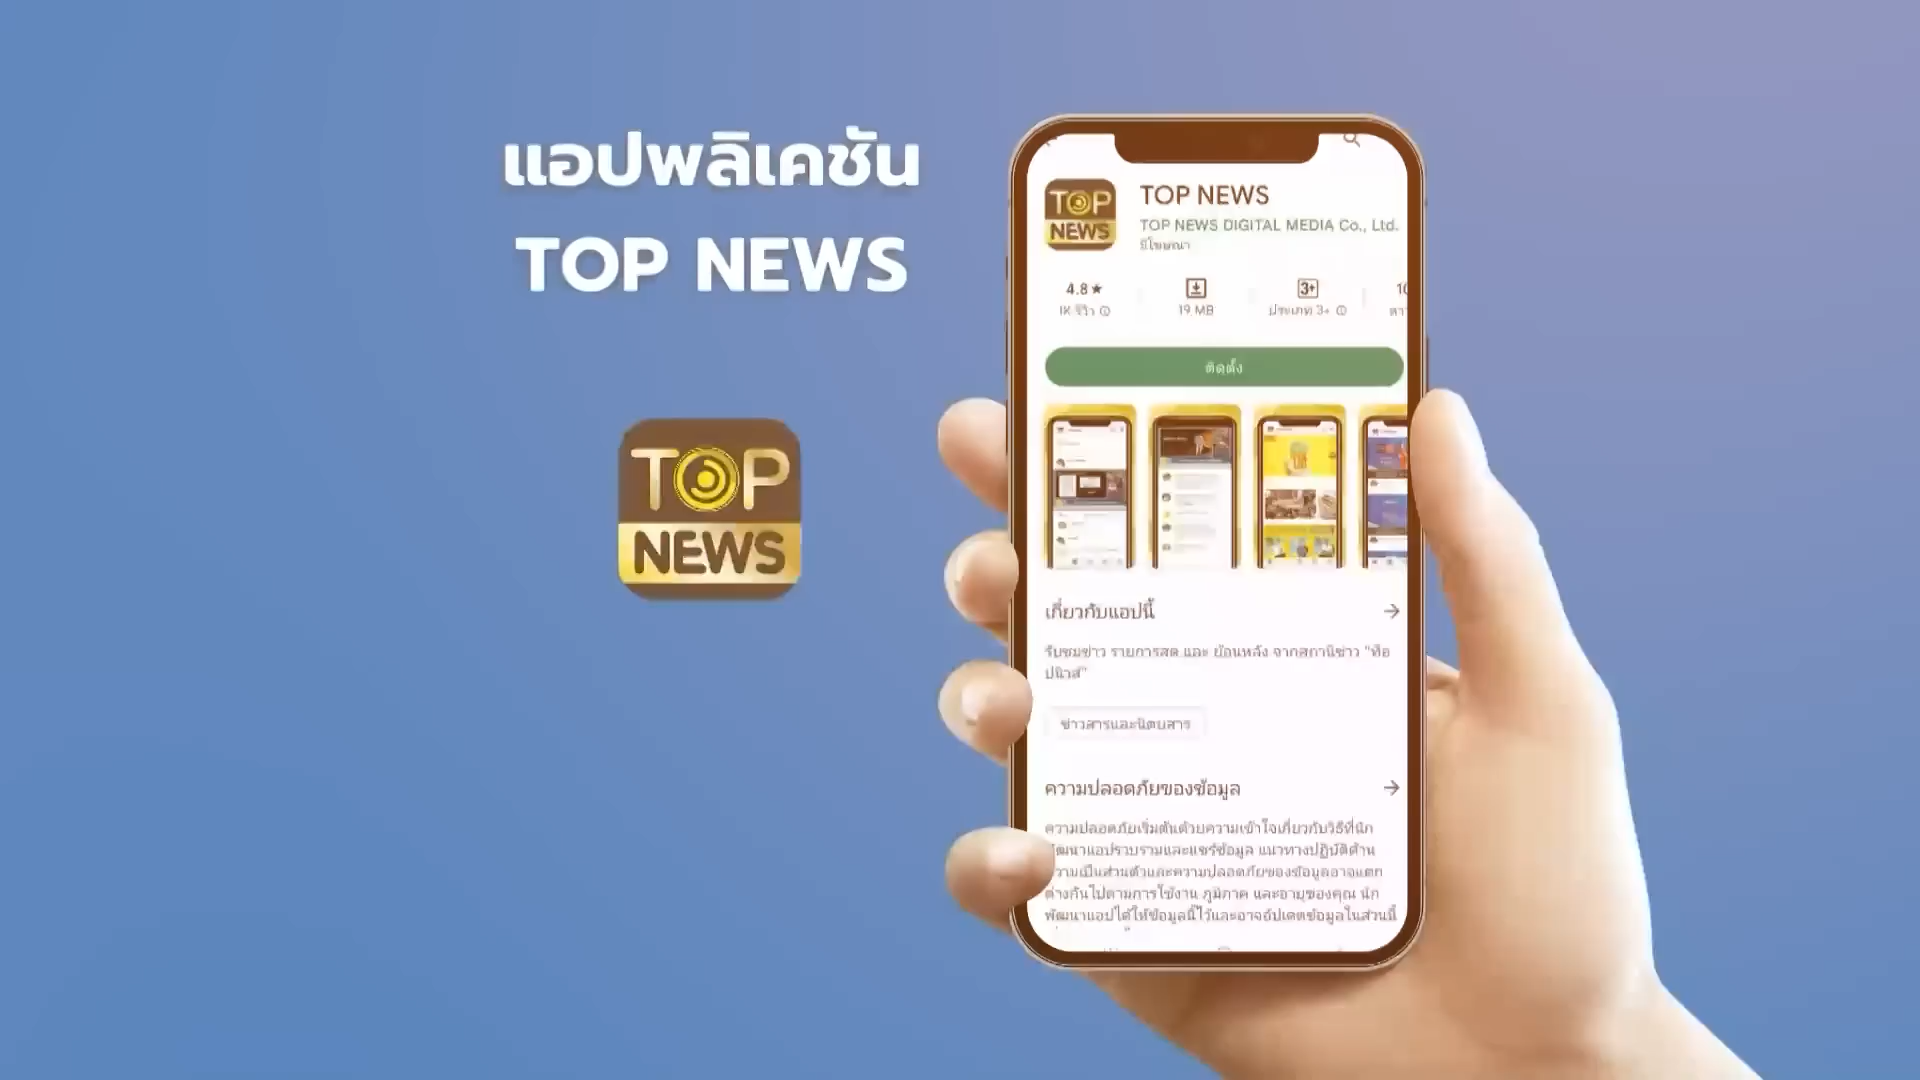 แอปพลิเคชัน
TOP NEWS
TOP
NEWS
TOP
NEWS
TOP NEWS
TOP NEWS DIGITAL MEDIA Co., Ltd.
มีโฆษณา
4.8★
1K รีวิว
19 MB
3+
ประเภท 3+
ติดตั้ง
เกี่ยวกับแอปนี้
รับชมข่าว รายการสด และ ย้อนหลัง จากสถานีข่าว "ท็อ
ปนิวส์"
ข่าวสารและนิตยสาร
ความปลอดภัยของข้อมูล
ความปลอดภัยเริ่มต้นด้วยความเข้าใจเกี่ยวกับวิธีที่นัก
พัฒนาแอปรวบรวมและแชร์ข้อมูล แนวทางปฏิบัติด้าน
ความเป็นส่วนตัวและความปลอดภัยของข้อมูลอาจแตก
ต่างกันไปตามการใช้งาน ภูมิภาค และอายุของคุณ นัก
พัฒนาแอปได้ให้ข้อมูลนี้ไว้และอาจอัปเดตข้อมูลในส่วนนี้